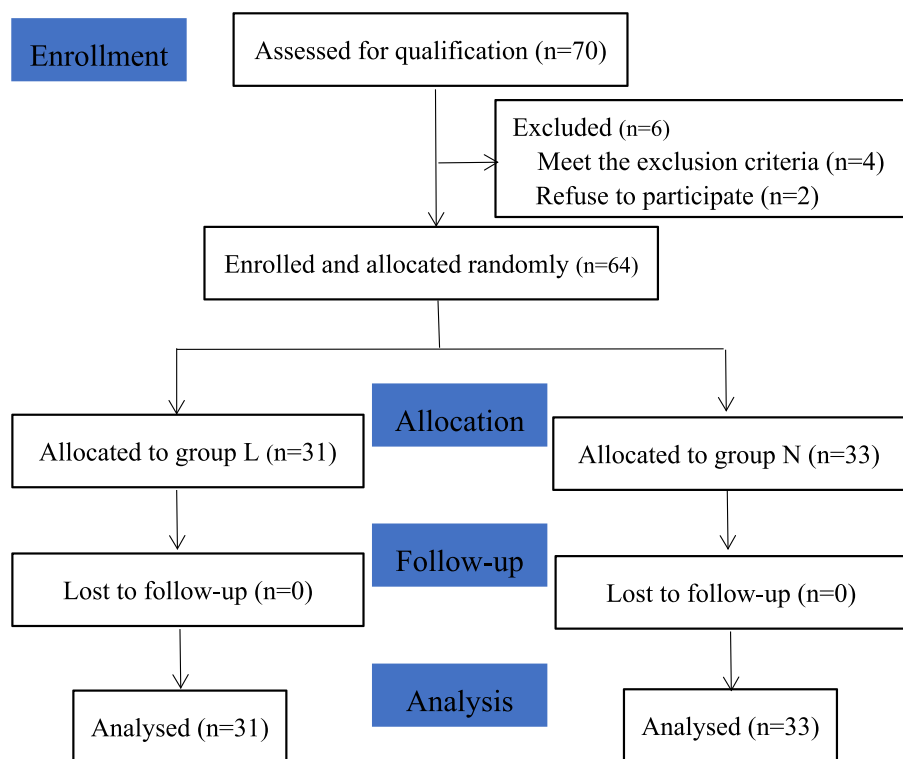 Enrollment
Assessed for qualification (n=70)
Excluded (n=6)
Meet the exclusion criteria (n=4)
Refuse to participate (n=2)
Enrolled and allocated randomly (n=64)
Allocation
Allocated to group L (n=31)
Allocated to group N (n=33)
Follow-up
Lost to follow-up (n=0)
Lost to follow-up (n=0)
Analysis
Analysed (n=31)
Analysed (n=33)